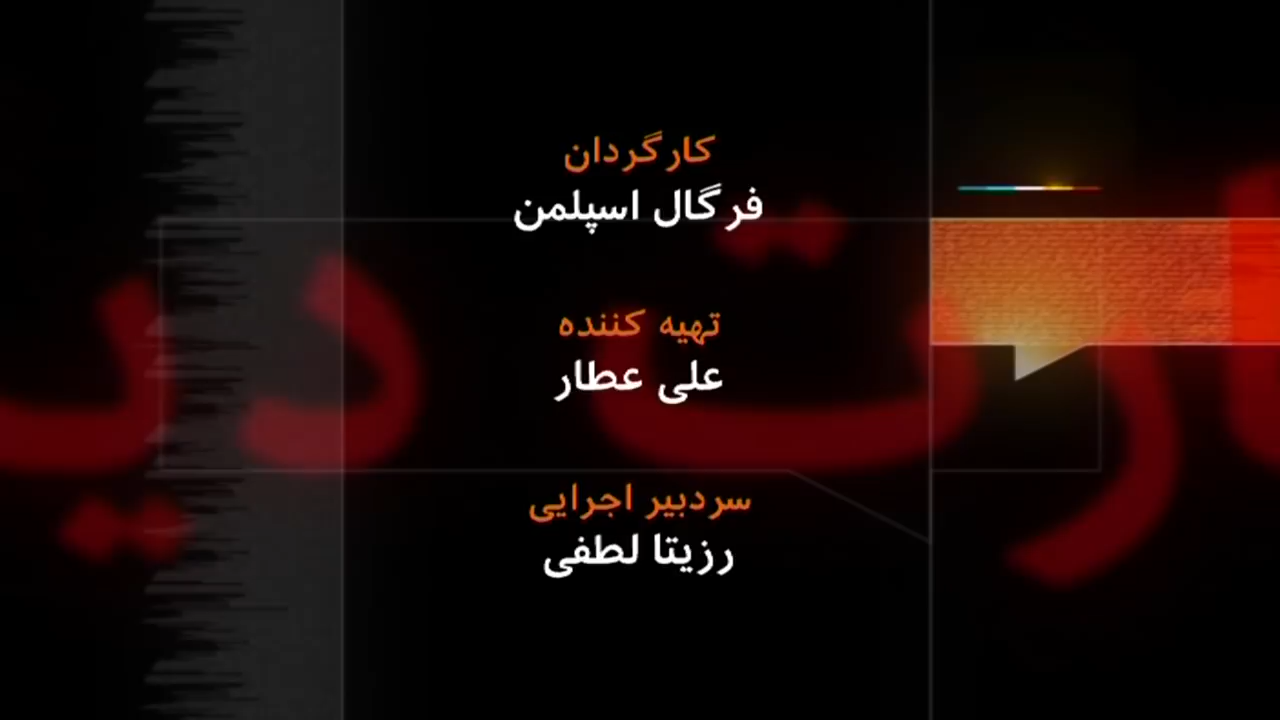 کارگردان
فرگال اسپلمن
تهیه کننده
علی عطار
سردبیر اجرایی
رزیتا لطفی